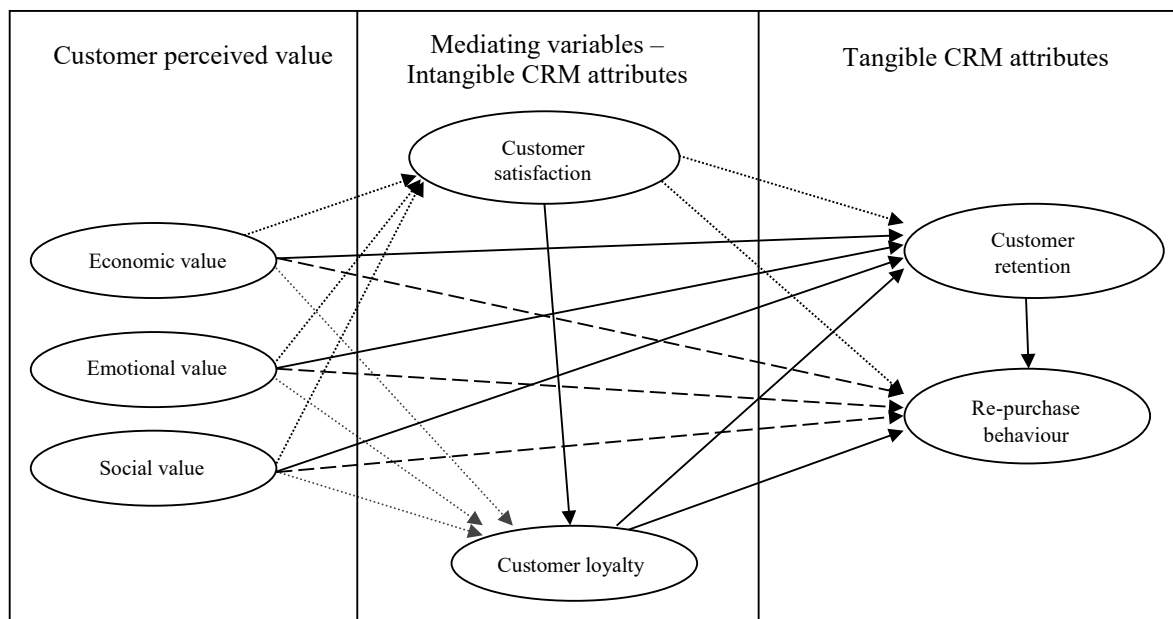 Customer perceived value
Mediating variables –
Intangible CRM attributes
Tangible CRM attributes
Customer
satisfaction
Economic value
Customer
retention
Emotional value
Re-purchase
behaviour
Social value
Customer loyalty